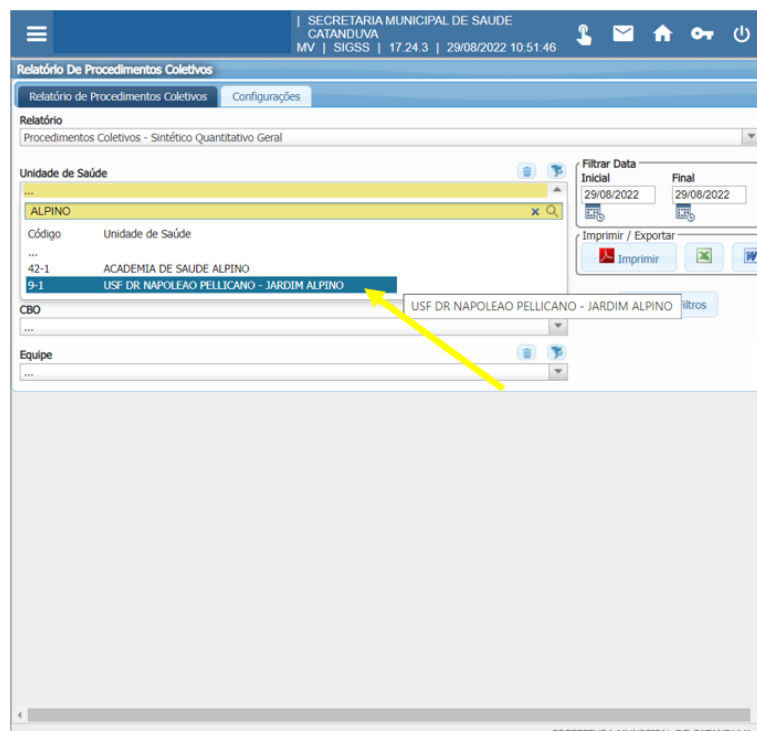 | SECRETARIA MUNICIPAL DE SAUDE
CATANDUVA
MV | SIGSS | 17.24.3 | 29/08/2022 10:51:46
Relatório De Procedimentos Coletivos
Relatório de Procedimentos Coletivos Configurações
Relatório
Procedimentos Coletivos - Sintético Quantitativo Geral
Unidade de Saúde
...
ALPINO
Código Unidade de Saúde
...
42-1 ACADEMIA DE SAUDE ALPINO
9-1 USF DR NAPOLEAO PELLICANO - JARDIM ALPINO
USF DR NAPOLEAO PELLICANO - JARDIM ALPINO
CBO
...
Equipe
...
Filtrar Data
Inicial Final
29/08/2022 29/08/2022
Imprimir / Exportar
Imprimir